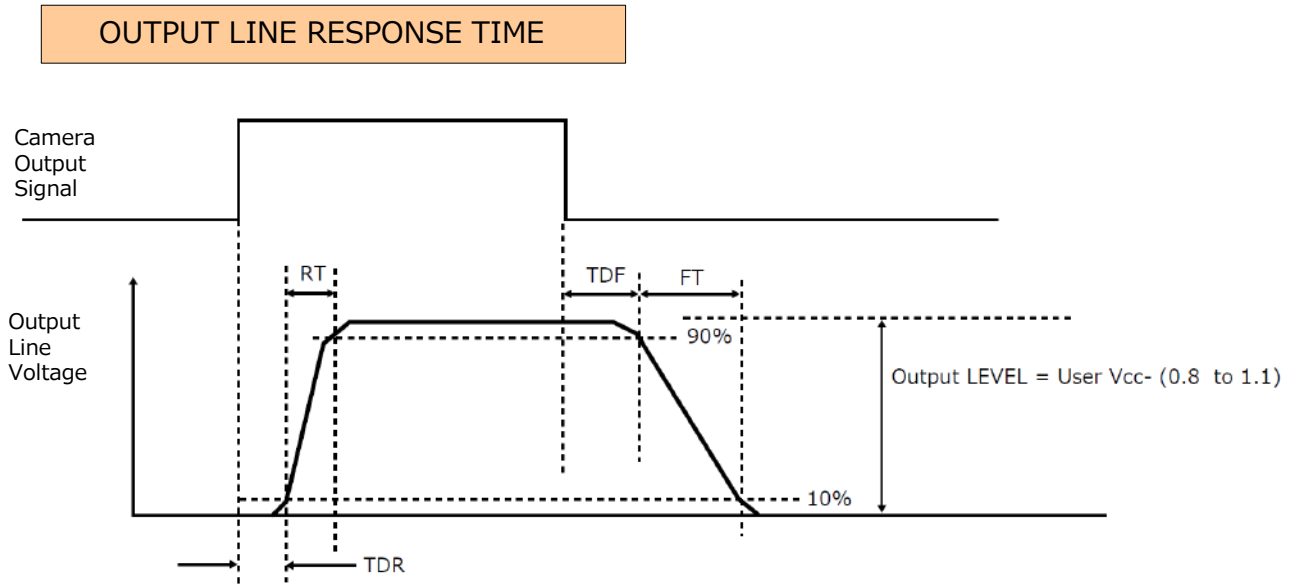 OUTPUT LINE RESPONSE TIME
Camera
Output
Signal
RT
TDF
FT
Output
Line
Voltage
90%
Output LEVEL = User Vcc- (0.8 to 1.1)
10%
TDR